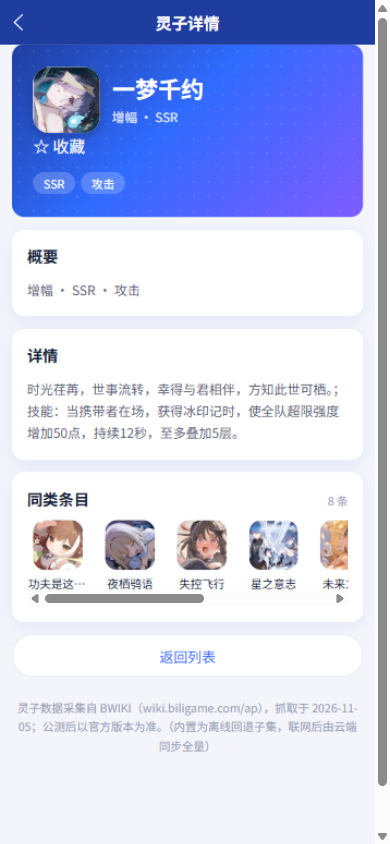 灵子详情
一梦千约
增幅 · SSR
☆ 收藏
SSR 攻击
概要
增幅 · SSR · 攻击
详情
时光荏苒，世事流转，幸得与君相伴，方知此世可栖。；
技能：当携带者在场，获得冰印记时，使全队超限强度
增加50点，持续12秒，至多叠加5层。
同类条目 8 条
功夫是这… 夜栖鸮语 失控飞行 星之意志 未来
返回列表
灵子数据采集自 BWIKI（wiki.biligame.com/ap），抓取于 2026-11-
05；公测后以官方版本为准。（内置为离线回退子集，联网后由云端
同步全量）